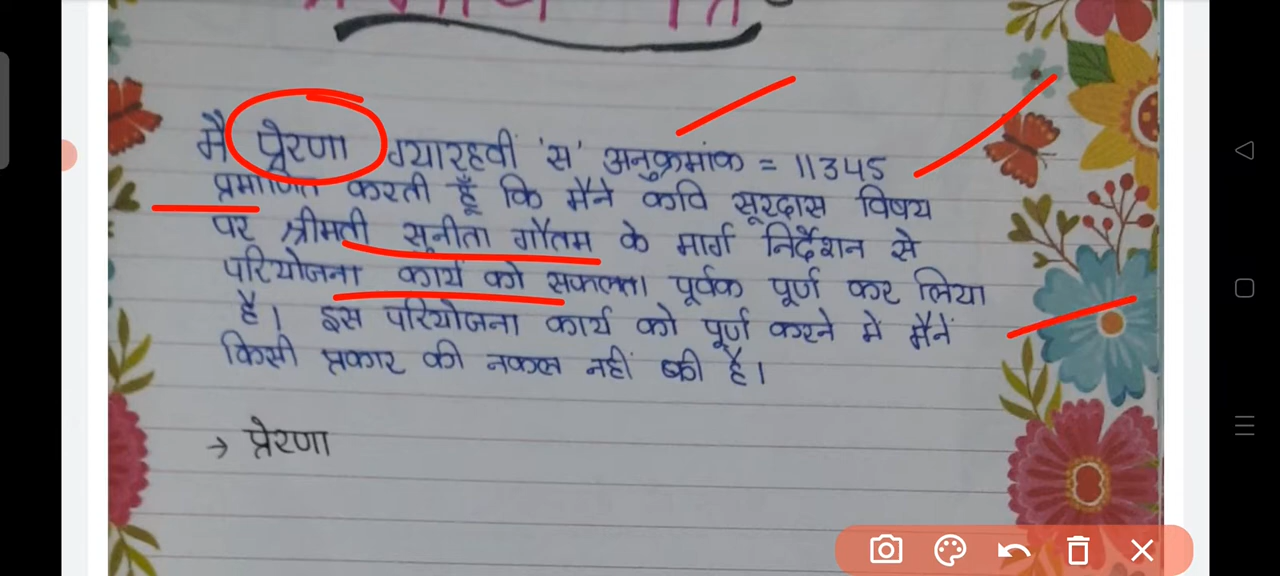 मै प्रेरणा ग्यारहवीं 'स' अनुक्रमांक = 11345
प्रमाणित करती हूँ कि मैने कवि सूरदास विषय
पर श्रीमती सुनीता गौतम के मार्ग निर्देशन से
परियोजना कार्य को सफलता पूर्वक पूर्ण कर लिया
है। इस परियोजना कार्य को पूर्ण करने में मैनें
किसी प्रकार की नकल नहीं की है।
→ प्रेरणा